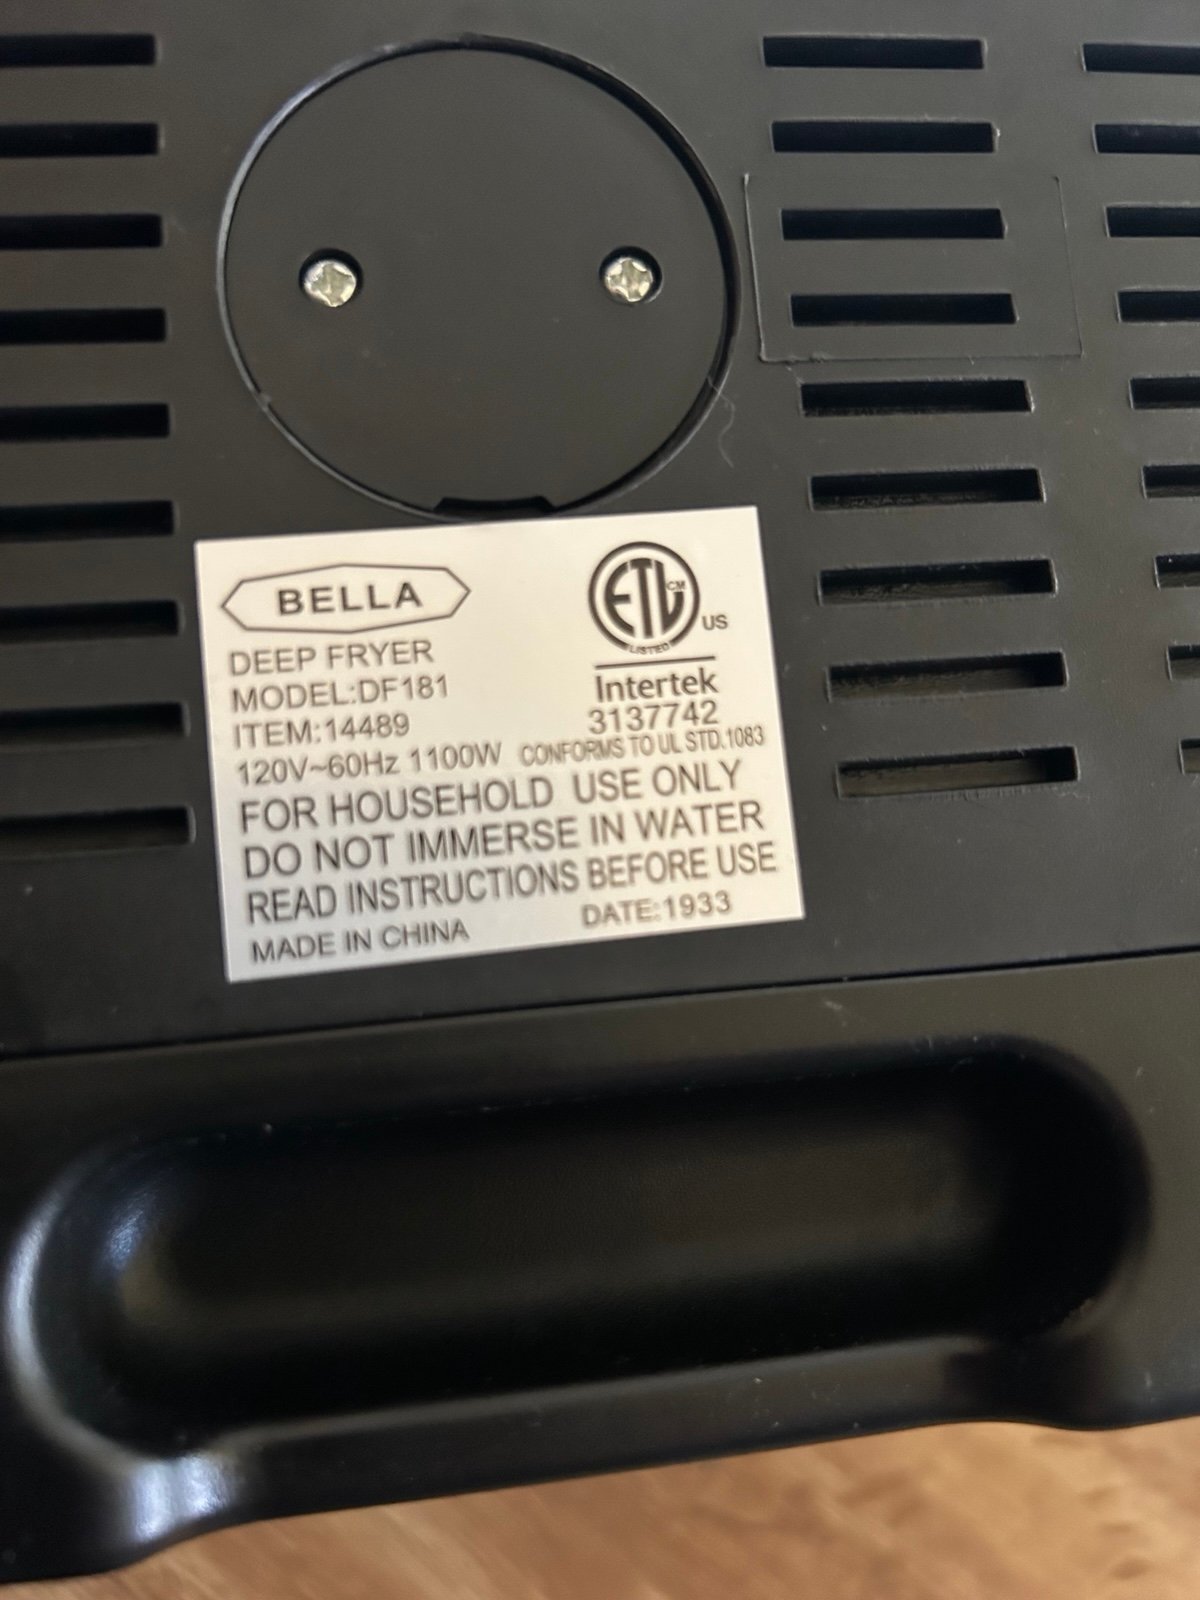 BELLA
DEEP FRYER
MODEL:DF181
ITEM:14489
120V~60Hz 1100W
ETL CM
US
LISTED
Intertek
3137742
CONFORMS TO UL STD.1083
FOR HOUSEHOLD USE ONLY
DO NOT IMMERSE IN WATER
READ INSTRUCTIONS BEFORE USE
MADE IN CHINA
DATE:1933